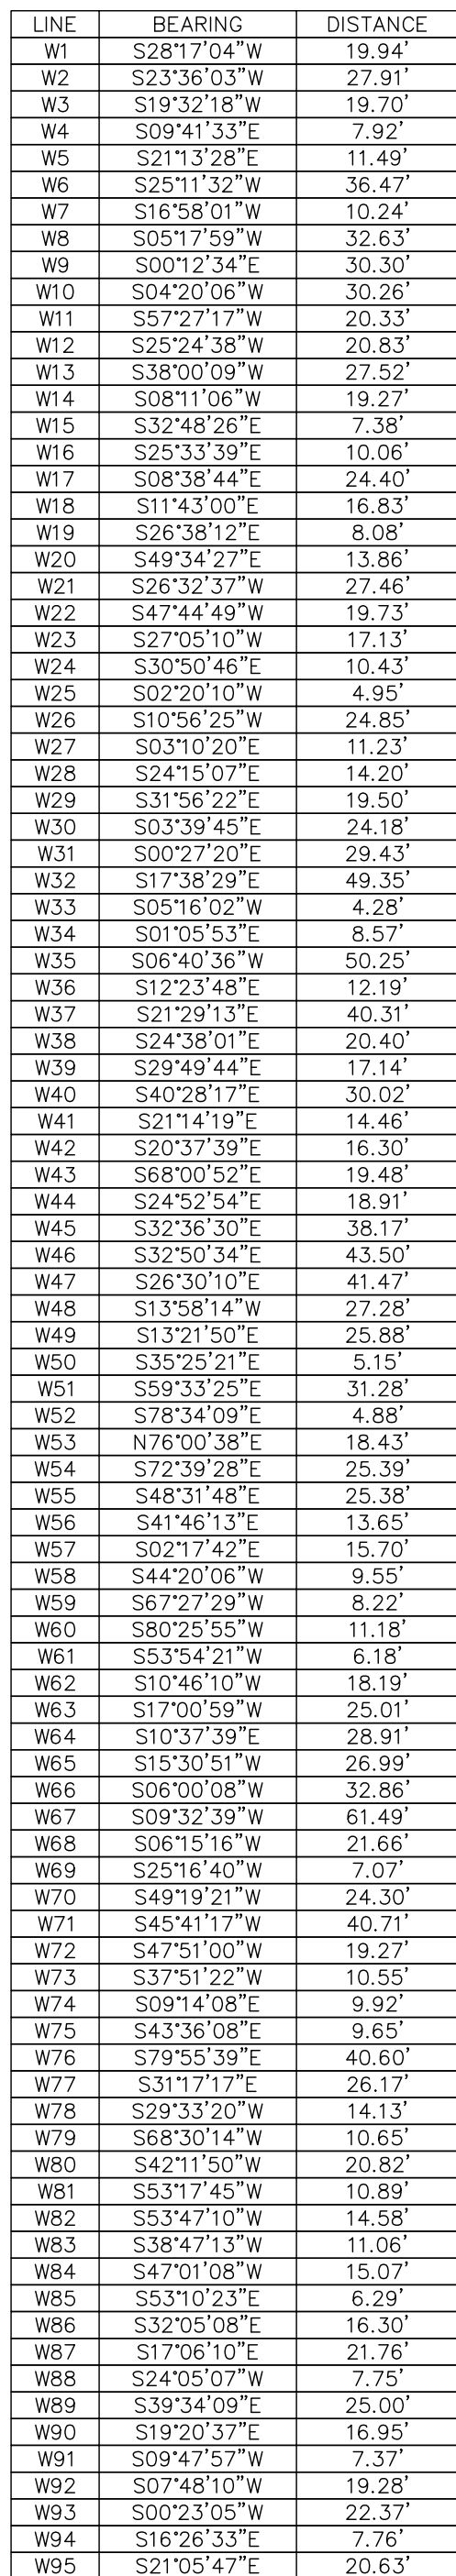 LINE BEARING DISTANCE
W1 S28°17'04"W 19.94'
W2 S23°36'03"W 27.91'
W3 S19°32'18"W 19.70'
W4 S09°41'33"E 7.92'
W5 S21°13'28"E 11.49'
W6 S25°11'32"W 36.47'
W7 S16°58'01"W 10.24'
W8 S05°17'59"W 32.63'
W9 S00°12'34"E 30.30'
W10 S04°20'06"W 30.26'
W11 S57°27'17"W 20.33'
W12 S25°24'38"W 20.83'
W13 S38°00'09"W 27.52'
W14 S08°11'06"W 19.27'
W15 S32°48'26"E 7.38'
W16 S25°33'39"E 10.06'
W17 S08°38'44"E 24.40'
W18 S11°43'00"E 16.83'
W19 S26°38'12"E 8.08'
W20 S49°34'27"E 13.86'
W21 S26°32'37"W 27.46'
W22 S47°44'49"W 19.73'
W23 S27°05'10"W 17.13'
W24 S30°50'46"E 10.43'
W25 S02°20'10"W 4.95'
W26 S10°56'25"W 24.85'
W27 S03°10'20"E 11.23'
W28 S24°15'07"E 14.20'
W29 S31°56'22"E 19.50'
W30 S03°39'45"E 24.18'
W31 S00°27'20"E 29.43'
W32 S17°38'29"E 49.35'
W33 S05°16'02"W 4.28'
W34 S01°05'53"E 8.57'
W35 S06°40'36"W 50.25'
W36 S12°23'48"E 12.19'
W37 S21°29'13"E 40.31'
W38 S24°38'01"E 20.40'
W39 S29°49'44"E 17.14'
W40 S40°28'17"E 30.02'
W41 S21°14'19"E 14.46'
W42 S20°37'39"E 16.30'
W43 S68°00'52"E 19.48'
W44 S24°52'54"E 18.91'
W45 S32°36'30"E 38.17'
W46 S32°50'34"E 43.50'
W47 S26°30'10"E 41.47'
W48 S13°58'14"W 27.28'
W49 S13°21'50"E 25.88'
W50 S35°25'21"E 5.15'
W51 S59°33'25"E 31.28'
W52 S78°34'09"E 4.88'
W53 N76°00'38"E 18.43'
W54 S72°39'28"E 25.39'
W55 S48°31'48"E 25.38'
W56 S41°46'13"E 13.65'
W57 S02°17'42"E 15.70'
W58 S44°20'06"W 9.55'
W59 S67°27'29"W 8.22'
W60 S80°25'55"W 11.18'
W61 S53°54'21"W 6.18'
W62 S10°46'10"W 18.19'
W63 S17°00'59"W 25.01'
W64 S10°37'39"E 28.91'
W65 S15°30'51"W 26.99'
W66 S06°00'08"W 32.86'
W67 S09°32'39"W 61.49'
W68 S06°15'16"W 21.66'
W69 S25°16'40"W 7.07'
W70 S49°19'21"W 24.30'
W71 S45°41'17"W 40.71'
W72 S47°51'00"W 19.27'
W73 S37°51'22"W 10.55'
W74 S09°14'08"E 9.92'
W75 S43°36'08"E 9.65'
W76 S79°55'39"E 40.60'
W77 S31°17'17"E 26.17'
W78 S29°33'20"W 14.13'
W79 S68°30'14"W 10.65'
W80 S42°11'50"W 20.82'
W81 S53°17'45"W 10.89'
W82 S53°47'10"W 14.58'
W83 S38°47'13"W 11.06'
W84 S47°01'08"W 15.07'
W85 S53°10'23"E 6.29'
W86 S32°05'08"E 16.30'
W87 S17°06'10"E 21.76'
W88 S24°05'07"W 7.75'
W89 S39°34'09"E 25.00'
W90 S19°20'37"E 16.95'
W91 S09°47'57"W 7.37'
W92 S07°48'10"W 19.28'
W93 S00°23'05"W 22.37'
W94 S16°26'33"E 7.76'
W95 S21°05'47"E 20.63'